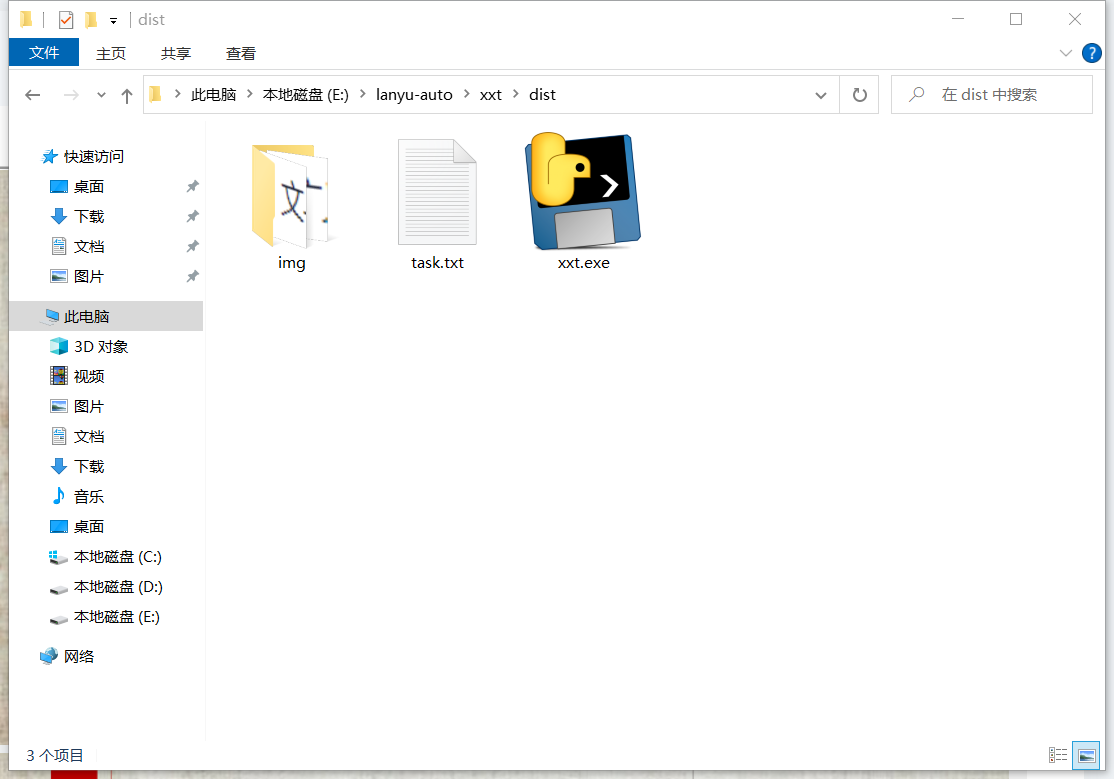 dist
文件 主页 共享 查看
此电脑 本地磁盘 (E:) lanyu-auto xxt dist
在 dist 中搜索
快速访问
桌面
下载
文档
图片
此电脑
3D 对象
视频
图片
文档
下载
音乐
桌面
本地磁盘 (C:)
本地磁盘 (D:)
本地磁盘 (E:)
网络
img task.txt xxt.exe
3 个项目